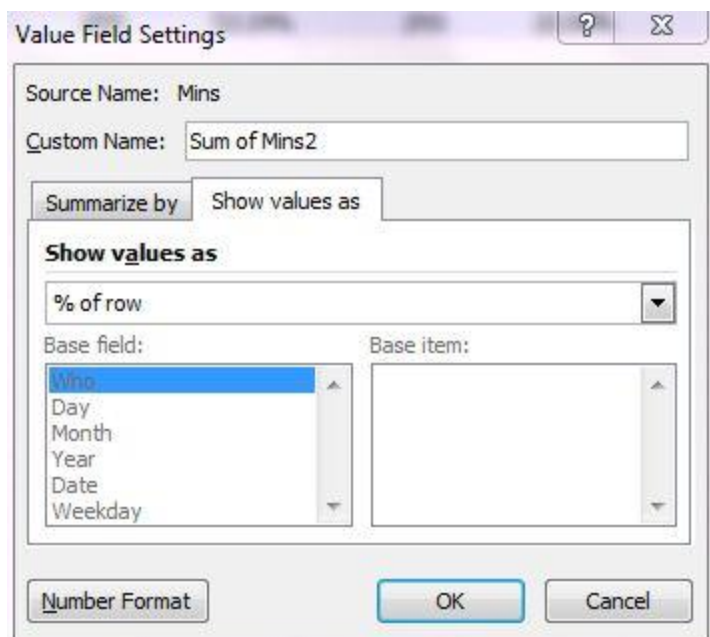 Value Field Settings
Source Name: Mins
Custom Name: Sum of Mins2
Summarize by Show values as
Show values as
% of row
Base field: Base item:
Who
Day
Month
Year
Date
Weekday
Number Format OK Cancel